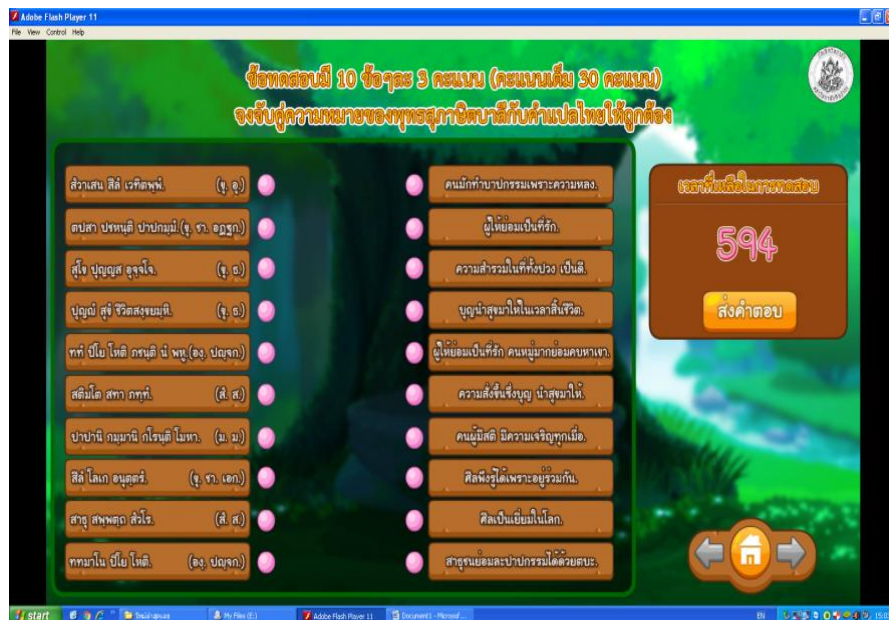 Adobe Flash Player 11
File View Control Help
ข้อทดสอบมี 10 ข้อๆละ 3 คะแนน (คะแนนเต็ม 30 คะแนน)
จงจับคู่ความหมายของพุทธสุภาษิตบาลีกับคำแปลไทยให้ถูกต้อง
สํวาเสน สีลํ เวทิตพฺพํ. (ขุ. อุ.)
คนมักทำบาปกรรมเพราะความหลง.
ตปสา ปชหนฺติ ปาปกมฺมํ.(ขุ. ชา. อฏฺฐก.)
ผู้ให้ย่อมเป็นที่รัก.
สุโข ปุญฺญสฺส อุจฺจโย. (ขุ. ธ.)
ความสำรวมในที่ทั้งปวง เป็นดี.
ปุญฺญํ สุขํ ชีวิตสงฺขยมฺหิ. (ขุ. ธ.)
บุญนำสุขมาให้ในเวลาสิ้นชีวิต.
ททํ ปิโย โหติ ภชนฺติ นํ พหู.(องฺ. ปญฺจก.)
ผู้ให้ย่อมเป็นที่รัก คนหมู่มากย่อมคบหาเขา.
สติมโต สทา ภทฺทํ. (สํ. ส.)
ความสั่งขึ้นซึ่งบุญ นำสุขมาให้.
ปาปานิ กมฺมานิ กโรนฺติ โมหา. (ม. ม.)
คนผู้มีสติ มีความเจริญทุกเมื่อ.
สีลํ โลเก อนุตฺตรํ. (ขุ. ชา. เอก.)
ศีลพึงรู้ได้เพราะอยู่ร่วมกัน.
สาธุ สพฺพตฺถ สํวโร. (สํ. ส.)
ศีลเป็นเยี่ยมในโลก.
ททมาโน ปิโย โหติ. (องฺ. ปญฺจก.)
สาธุชนย่อมละบาปกรรมได้ด้วยตบะ.
เวลาที่เหลือในการทดสอบ
594
ส่งคำตอบ
start
My Files (E:)
Adobe Flash Player 11
Document1 - Microsof...
EN